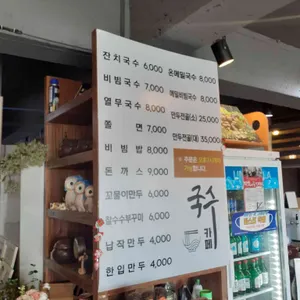 잔치국수 6,000
비빔국수 7,000
열무국수 8,000
쫄 면 7,000
비 빔 밥 8,000
돈 까 스 9,000
꼬물이만두 6,000
찰수수부꾸미 6,000
납작만두 4,000
한입만두 4,000
온메밀국수 8,000
메밀비빔국수 8,000
만두전골(소) 25,000
만두전골(대) 35,000
국수
카페